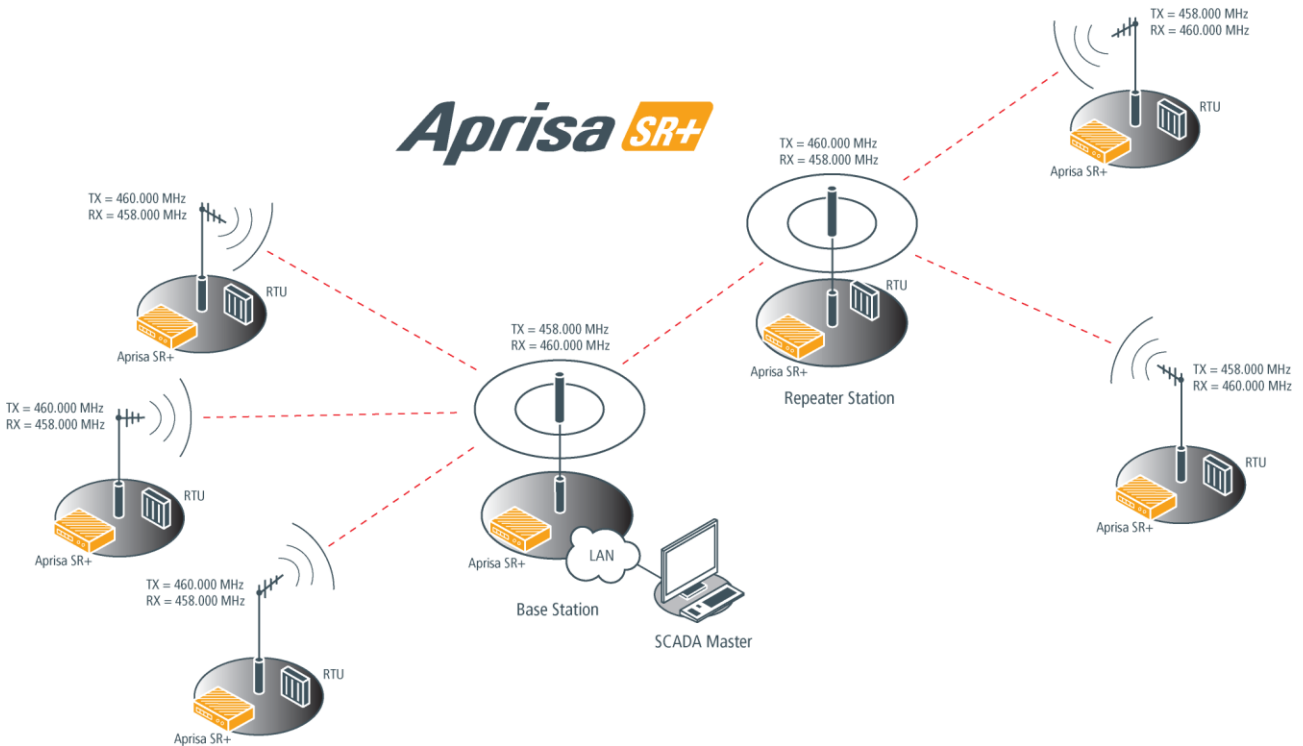 TX = 458.000 MHz
RX = 460.000 MHz
RTU
Aprisa SR+
Aprisa SR+
TX = 460.000 MHz
RX = 458.000 MHz
RTU
Aprisa SR+
Repeater Station
TX = 460.000 MHz
RX = 458.000 MHz
RTU
Aprisa SR+
TX = 458.000 MHz
RX = 460.000 MHz
Aprisa SR+
LAN
Base Station
SCADA Master
TX = 458.000 MHz
RX = 460.000 MHz
RTU
Aprisa SR+
TX = 460.000 MHz
RX = 458.000 MHz
RTU
Aprisa SR+
TX = 460.000 MHz
RX = 458.000 MHz
RTU
Aprisa SR+